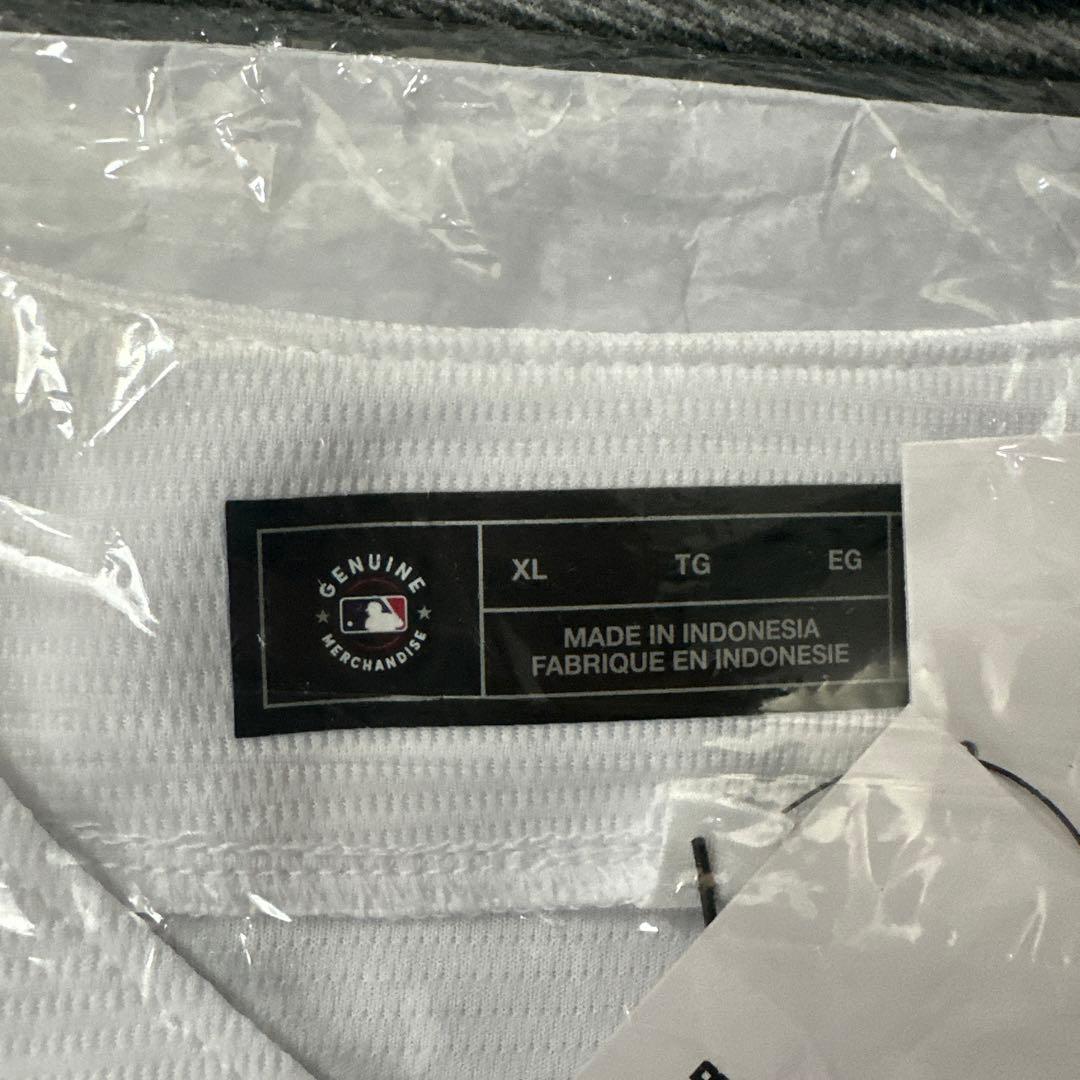 GENUINE
MERCHANDISE
XL TG EG
MADE IN INDONESIA
FABRIQUE EN INDONESIE